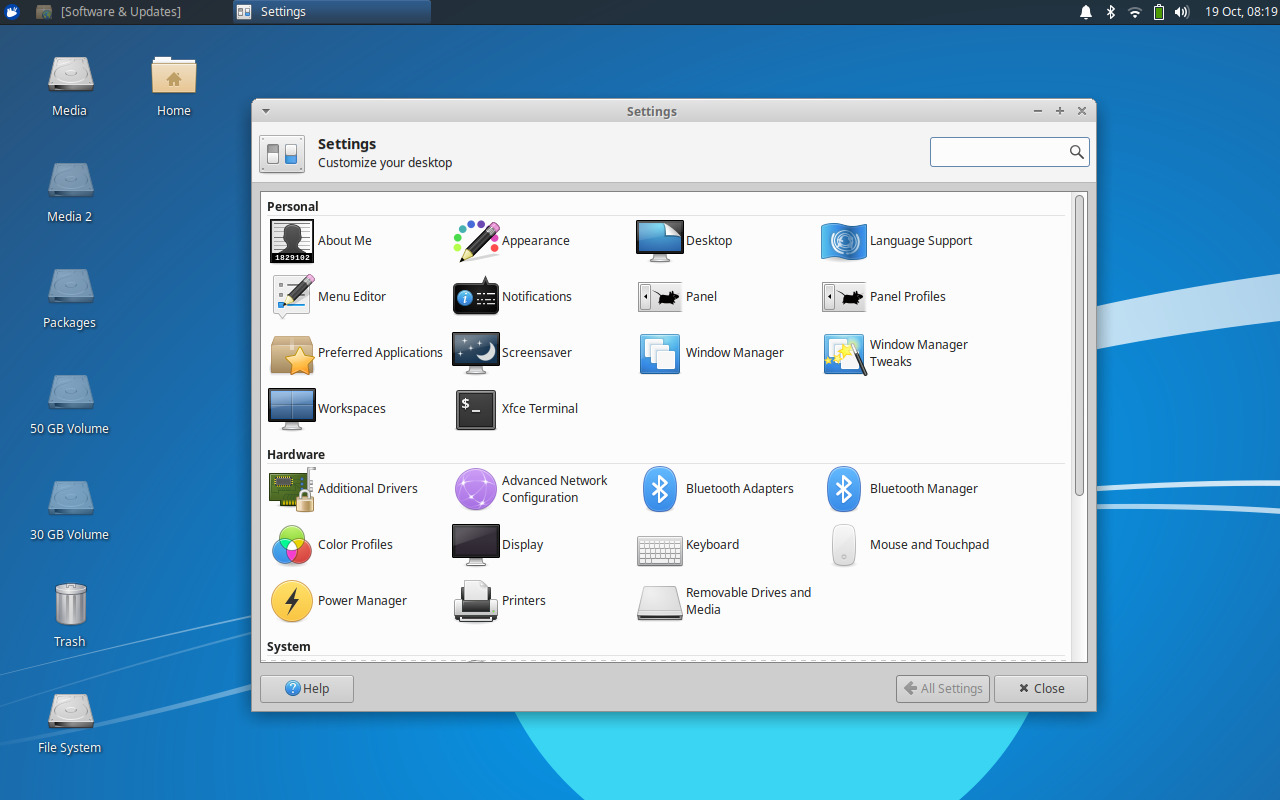 [Software & Updates]
Settings
19 Oct, 08:19
Media
Home
Media 2
Packages
50 GB Volume
30 GB Volume
Trash
File System
Settings
Settings
Customize your desktop
Personal
1829102
About Me
Appearance
Desktop
Language Support
Menu Editor
Notifications
Panel
Panel Profiles
Preferred Applications
Screensaver
Window Manager
Window Manager
Tweaks
Workspaces
$_
Xfce Terminal
Hardware
Additional Drivers
Advanced Network
Configuration
Bluetooth Adapters
Bluetooth Manager
Color Profiles
Display
Keyboard
Mouse and Touchpad
Power Manager
Printers
Removable Drives and
Media
System
Help
All Settings
Close